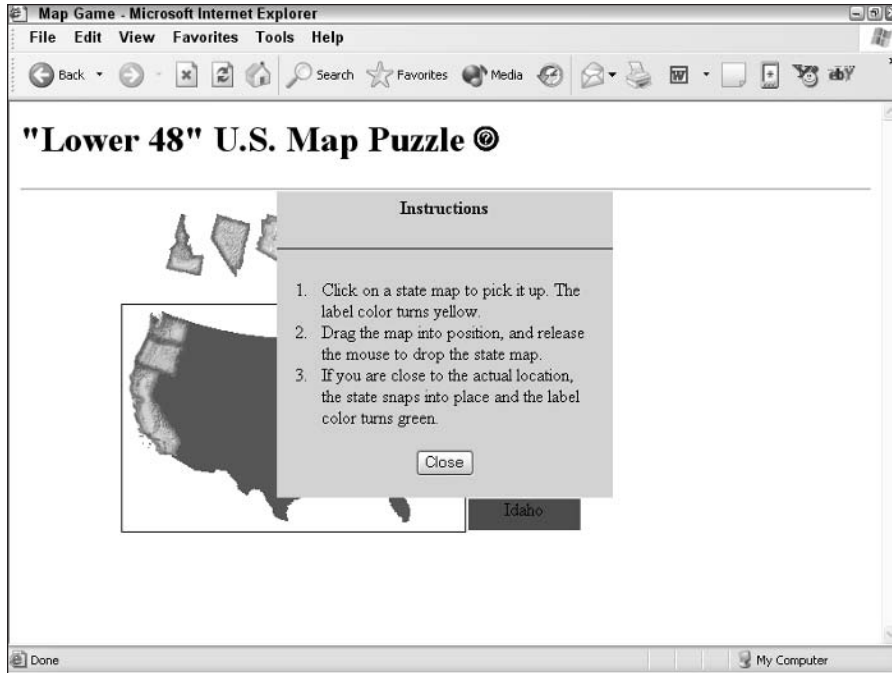 Map Game - Microsoft Internet Explorer
File Edit View Favorites Tools Help
Back Search Favorites Media
"Lower 48" U.S. Map Puzzle
Instructions
1. Click on a state map to pick it up. The
label color turns yellow.
2. Drag the map into position, and release
the mouse to drop the state map.
3. If you are close to the actual location,
the state snaps into place and the label
color turns green.
Close
Idaho
Done My Computer